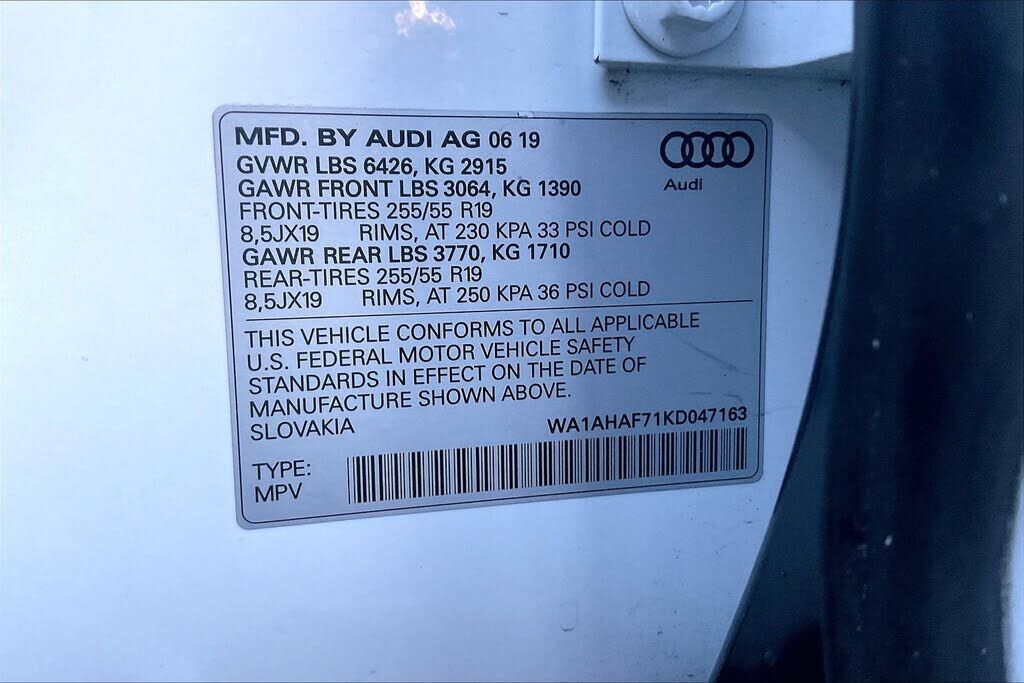 MFD. BY AUDI AG 06 19
GVWR LBS 6426, KG 2915
GAWR FRONT LBS 3064, KG 1390
FRONT-TIRES 255/55 R19
8,5JX19 RIMS, AT 230 KPA 33 PSI COLD
GAWR REAR LBS 3770, KG 1710
REAR-TIRES 255/55 R19
8,5JX19 RIMS, AT 250 KPA 36 PSI COLD
Audi
THIS VEHICLE CONFORMS TO ALL APPLICABLE
U.S. FEDERAL MOTOR VEHICLE SAFETY
STANDARDS IN EFFECT ON THE DATE OF
MANUFACTURE SHOWN ABOVE.
SLOVAKIA WA1AHAF71KD047163
TYPE:
MPV